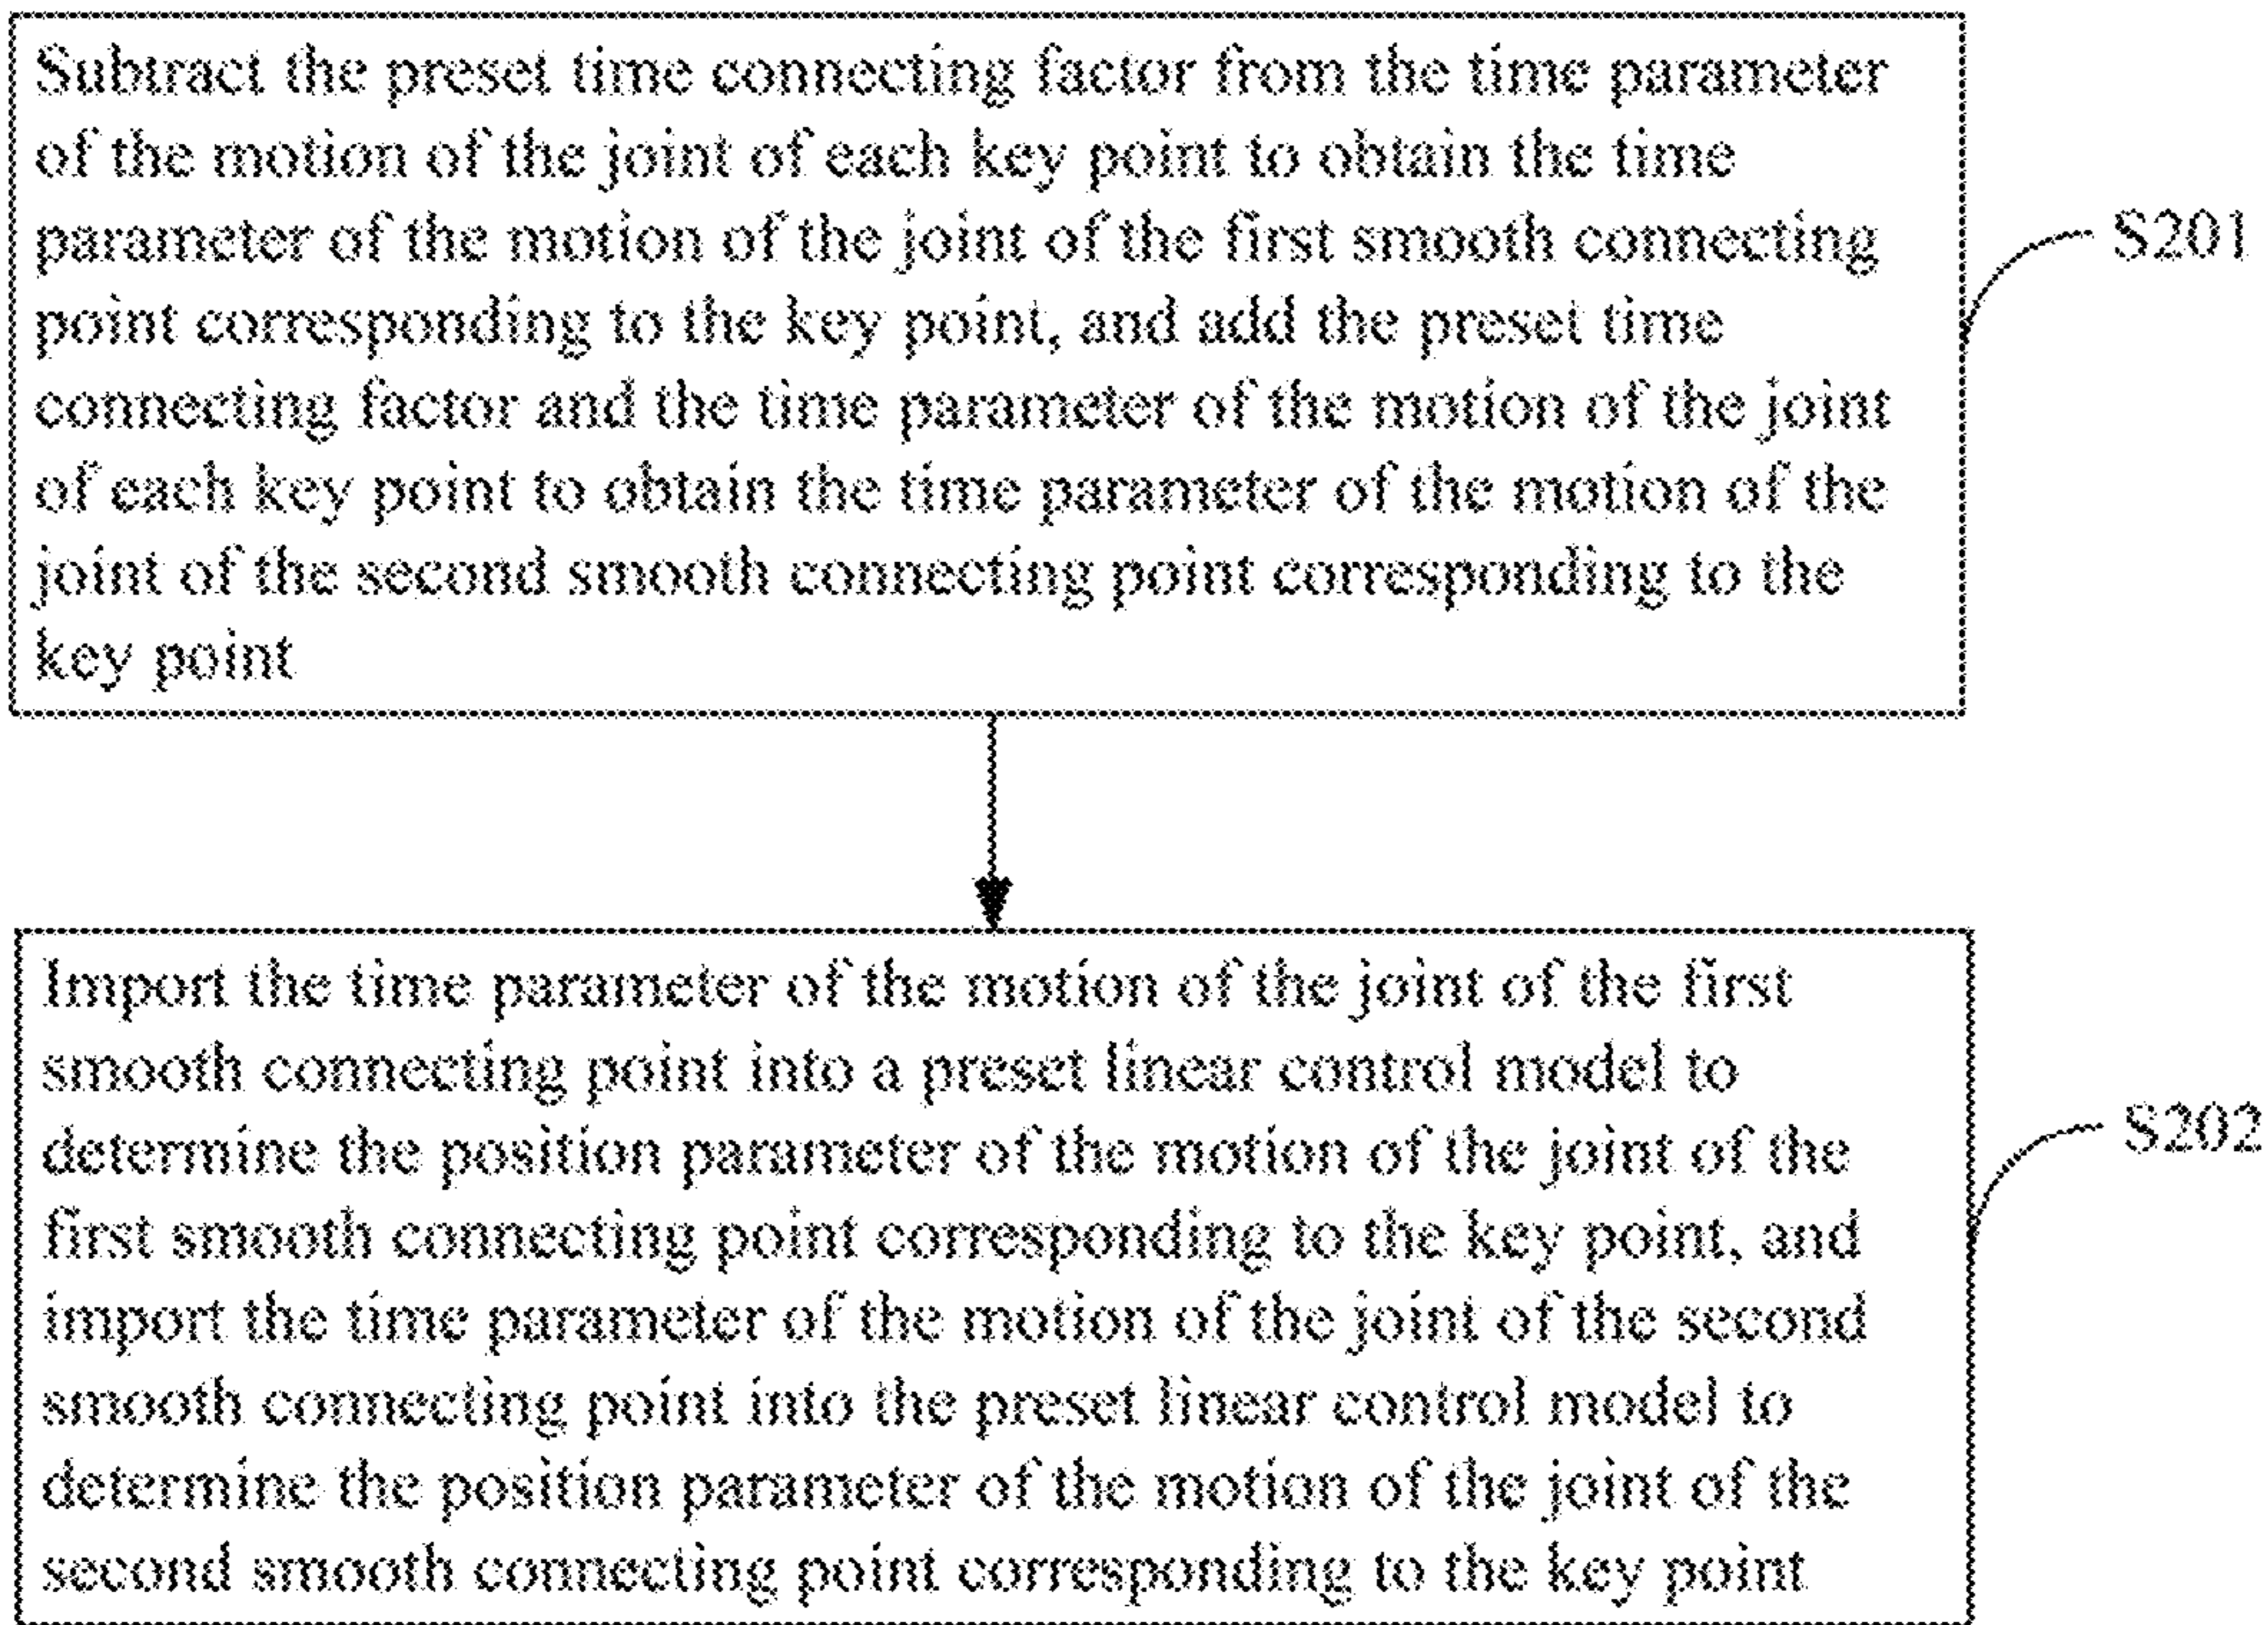 Subtract the preset time connecting factor from the time parameter
of the motion of the joint of each key point to obtain the time
parameter of the motion of the joint of the first smooth connecting
point corresponding to the key point, and add the preset time
connecting factor and the time parameter of the motion of the joint
of each key point to obtain the time parameter of the motion of the
joint of the second smooth connecting point corresponding to the
key point
S201
Import the time parameter of the motion of the joint of the first
smooth connecting point into a preset linear control model to
determine the position parameter of the motion of the joint of the
first smooth connecting point corresponding to the key point, and
import the time parameter of the motion of the joint of the second
smooth connecting point into the preset linear control model to
determine the position parameter of the motion of the joint of the
second smooth connecting point corresponding to the key point
S202